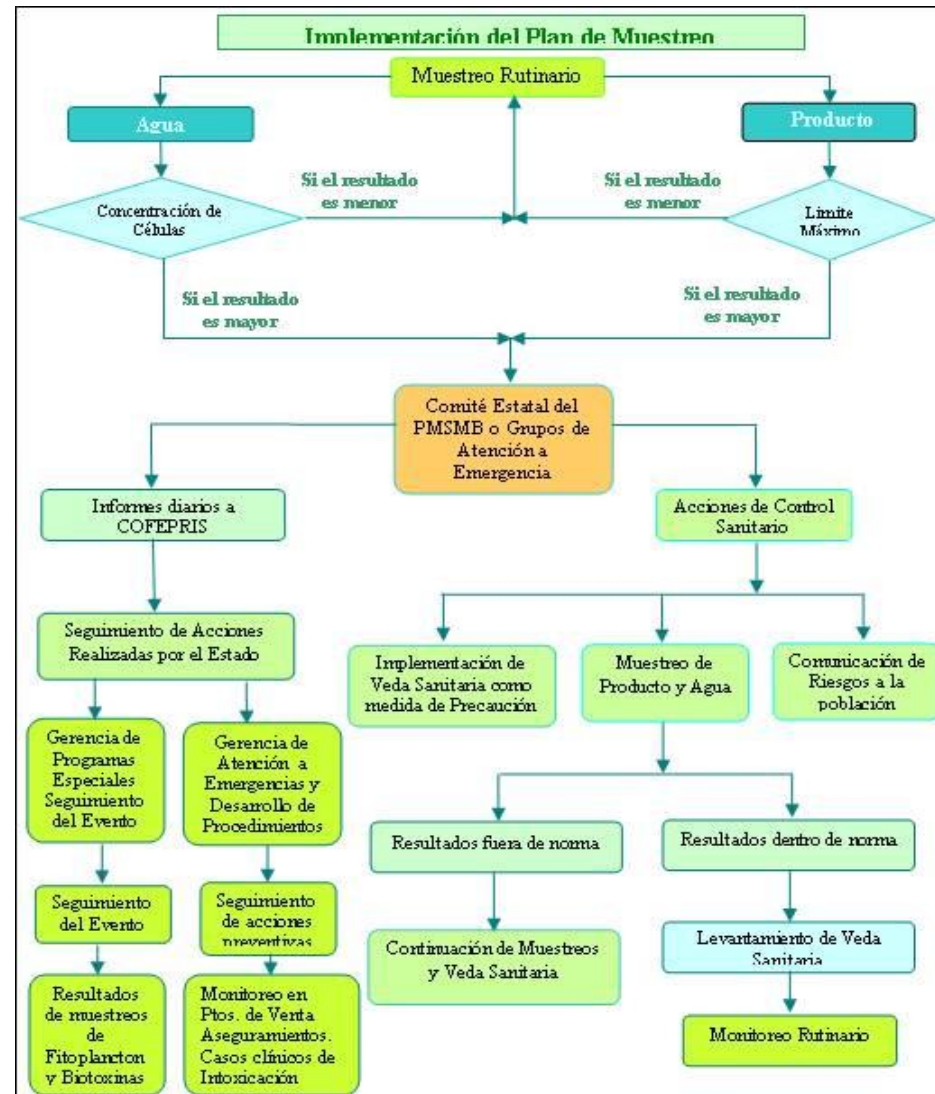 Implementación del Plan de Muestreo
Muestreo Rutinario
Agua
Producto
Si el resultado
es menor
Si el resultado
es menor
Concentración de
Células
Limite
Máximo
Si el resultado
es mayor
Si el resultado
es mayor
Comité Estatal del
PMSMB o Grupos de
Atención a
Emergencia
Informes diarios a
COFEPRIS
Acciones de Control
Sanitario
Seguimiento de Acciones
Realizadas por el Estado
Implementación de
Veda Sanitaria como
medida de Precaución
Muestreo de
Producto y Agua
Comunicación de
Riesgos a la
población
Gerencia de
Programas
Especiales
Seguimiento
del Evento
Gerencia de
Atención a
Emergencias y
Desarrollo de
Procedimientos
Resultados fuera de norma
Resultados dentro de norma
Seguimiento
del Evento
Seguimiento
de acciones
preventivas
Continuación de Muestreos
y Veda Sanitaria
Levantamiento de Veda
Sanitaria
Resultados
de muestreos
de
Fitoplancton
y Biotoxinas
Monitoreo en
Ptos. de Venta
Aseguramientos.
Casos clínicos de
Intoxicación
Monitoreo Rutinario